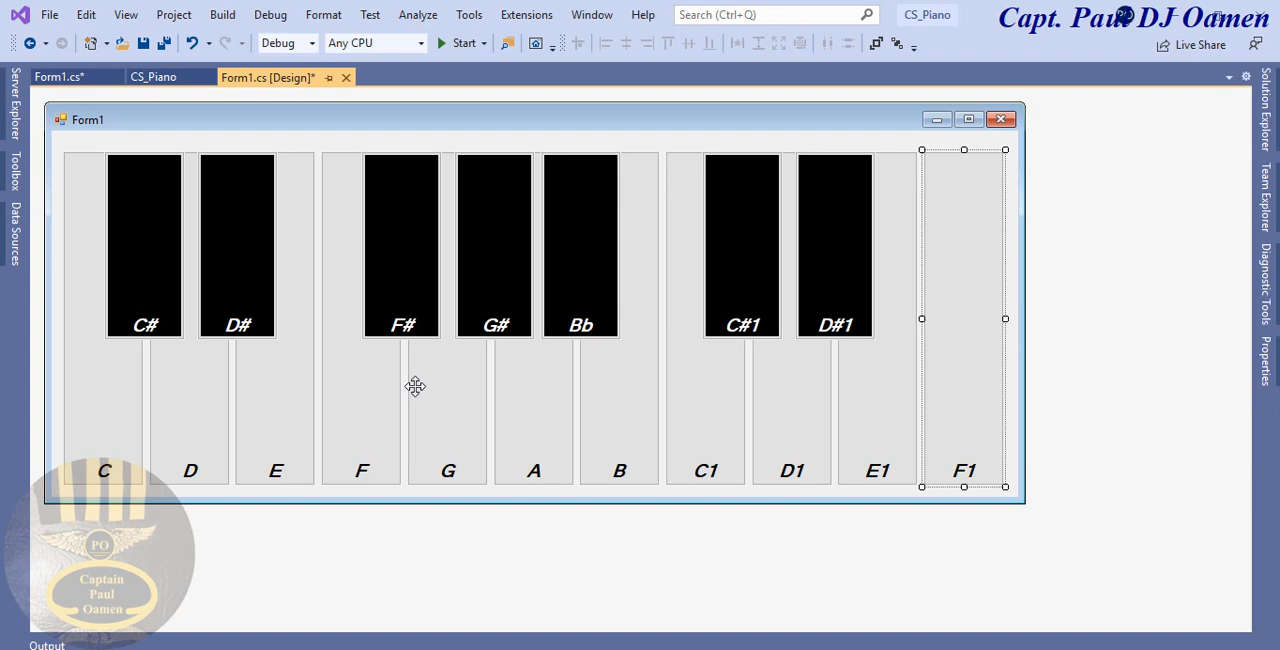 File Edit View Project Build Debug Format Test Analyze Tools Extensions Window Help Search (Ctrl+Q) CS_Piano
Capt. Paul DJ Oamen
Debug Any CPU Start Live Share
Form1.cs* CS_Piano Form1.cs [Design]*
Server Explorer
Toolbox
Data Sources
Form1
C# D# F# G# Bb C#1 D#1
C D E F G A B C1 D1 E1 F1
Solution Explorer
Team Explorer
Diagnostic Tools
Properties
PO
Captain
Paul
Oamen
Output